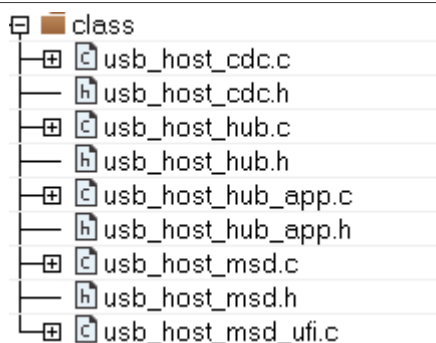 class
usb_host_cdc.c
usb_host_cdc.h
usb_host_hub.c
usb_host_hub.h
usb_host_hub_app.c
usb_host_hub_app.h
usb_host_msd.c
usb_host_msd.h
usb_host_msd_ufi.c